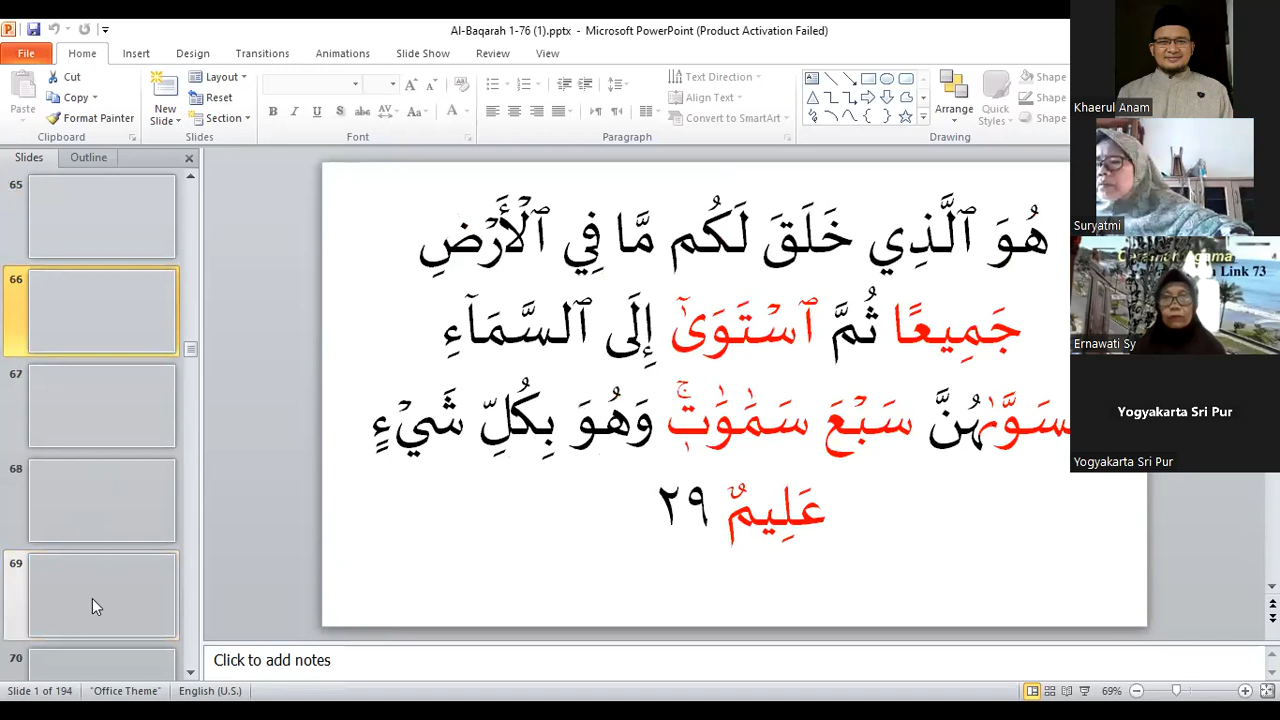 Al-Baqarah 1-76 (1).pptx - Microsoft PowerPoint (Product Activation Failed)
File Home Insert Design Transitions Animations Slide Show Review View
Cut
Copy
Format Painter
Paste
Clipboard
New Slide
Layout
Reset
Section
Slides
Font
Text Direction
Align Text
Convert to SmartArt
Paragraph
Arrange
Quick Styles
Shape
Shape
Shape
Drawing
Slides Outline
65
66
67
68
69
70
هُوَ ٱلَّذِي خَلَقَ لَكُم مَّا فِي ٱلۡأَرۡضِ
جَمِيعٗا ثُمَّ ٱسۡتَوَىٰٓ إِلَى ٱلسَّمَآءِ
فَسَوَّىٰهُنَّ سَبۡعَ سَمَٰوَٰتٖۚ وَهُوَ بِكُلِّ شَيۡءٍ
عَلِيمٞ ٢٩
Click to add notes
Slide 1 of 194 "Office Theme" English (U.S.) 69%
Khaerul Anam
Suryatmi
Link 73
Ernawati Sy
Yogyakarta Sri Pur
Yogyakarta Sri Pur